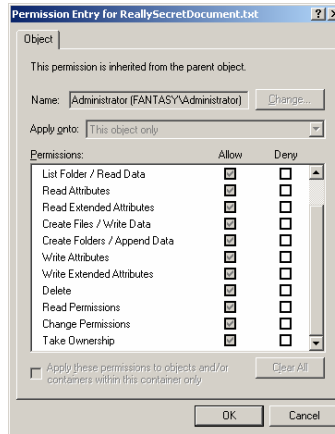 Permission Entry for ReallySecretDocument.txt
Object
This permission is inherited from the parent object.
Name: Administrator (FANTASY\Administrator) Change...
Apply onto: This object only
Permissions: Allow Deny
List Folder / Read Data
Read Attributes
Read Extended Attributes
Create Files / Write Data
Create Folders / Append Data
Write Attributes
Write Extended Attributes
Delete
Read Permissions
Change Permissions
Take Ownership
Apply these permissions to objects and/or Clear All
containers within this container only
OK Cancel